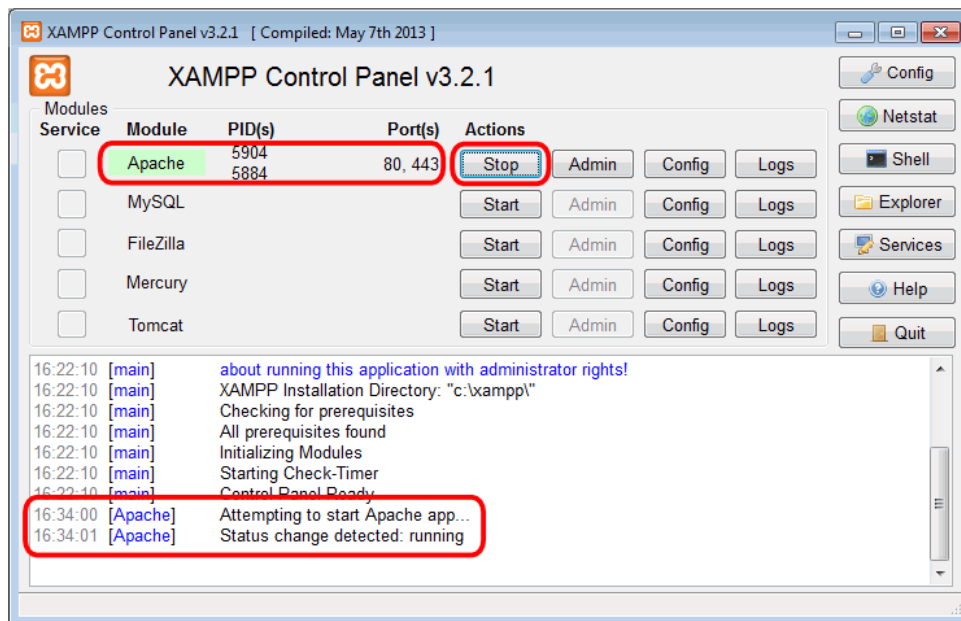 XAMPP Control Panel v3.2.1 [ Compiled: May 7th 2013 ]
XAMPP Control Panel v3.2.1
Config
Modules
Netstat
Service Module PID(s) Port(s) Actions
Apache 5904 5884 80, 443 Stop Admin Config Logs
Shell
MySQL Start Admin Config Logs
Explorer
FileZilla Start Admin Config Logs
Services
Mercury Start Admin Config Logs
Help
Tomcat Start Admin Config Logs
Quit
16:22:10 [main] about running this application with administrator rights!
16:22:10 [main] XAMPP Installation Directory: "c:\xampp\"
16:22:10 [main] Checking for prerequisites
16:22:10 [main] All prerequisites found
16:22:10 [main] Initializing Modules
16:22:10 [main] Starting Check-Timer
16:22:10 [main] Control Panel Ready
16:34:00 [Apache] Attempting to start Apache app...
16:34:01 [Apache] Status change detected: running